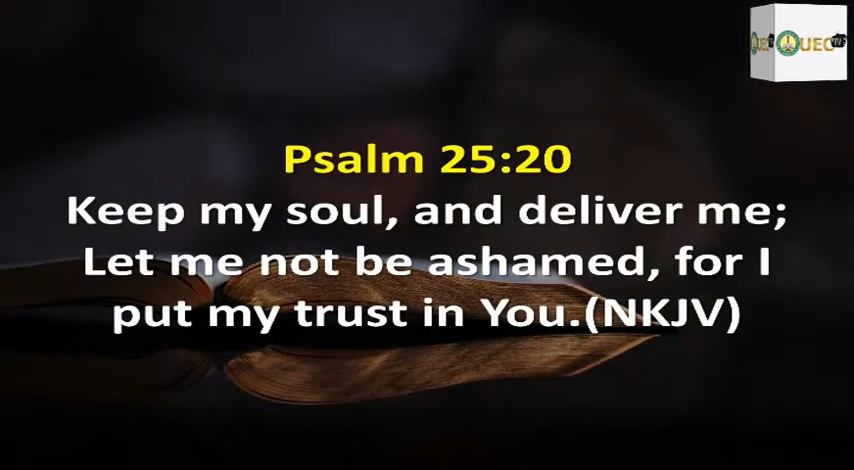 UEC
Psalm 25:20
Keep my soul, and deliver me;
Let me not be ashamed, for I
put my trust in You.(NKJV)